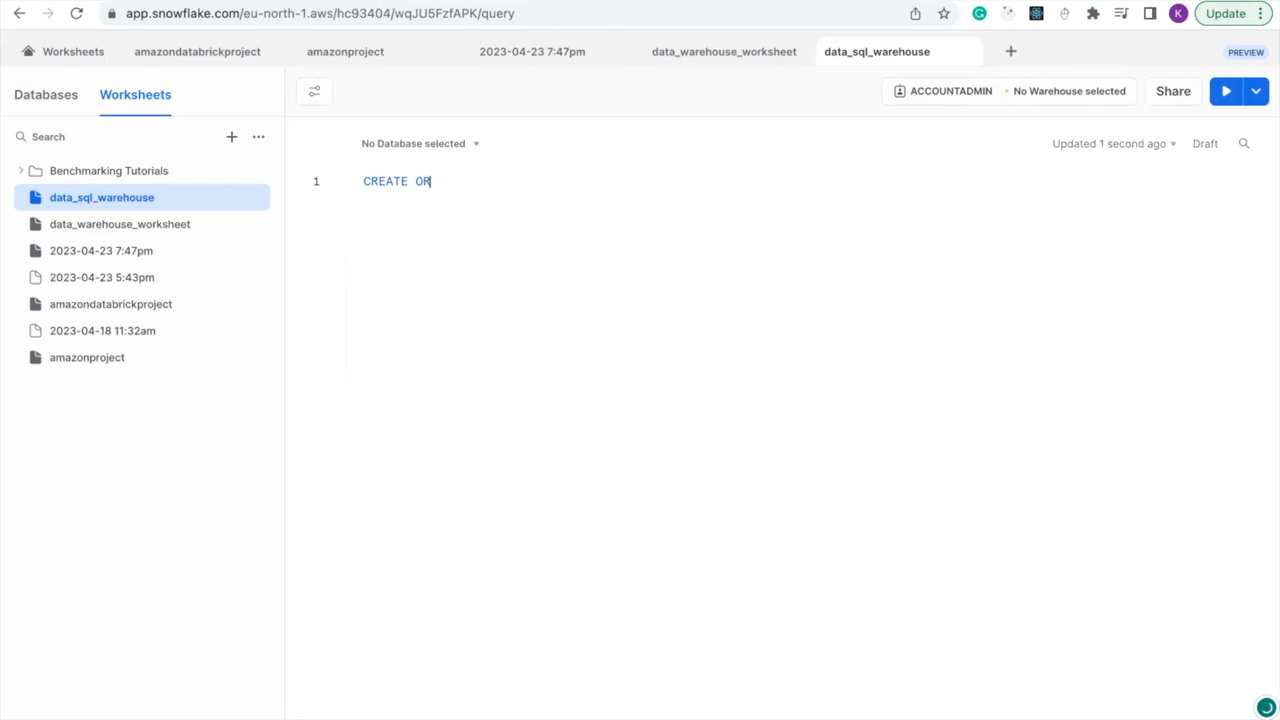 app.snowflake.com/eu-north-1.aws/hc93404/wqJU5FzfAPK/query
K
Update
Worksheets
amazondatabrickproject
amazonproject
2023-04-23 7:47pm
data_warehouse_worksheet
data_sql_warehouse
PREVIEW
Databases
Worksheets
ACCOUNTADMIN
No Warehouse selected
Share
Search
No Database selected
Updated 1 second ago
Draft
Benchmarking Tutorials
data_sql_warehouse
data_warehouse_worksheet
2023-04-23 7:47pm
2023-04-23 5:43pm
amazondatabrickproject
2023-04-18 11:32am
amazonproject
1 CREATE OR